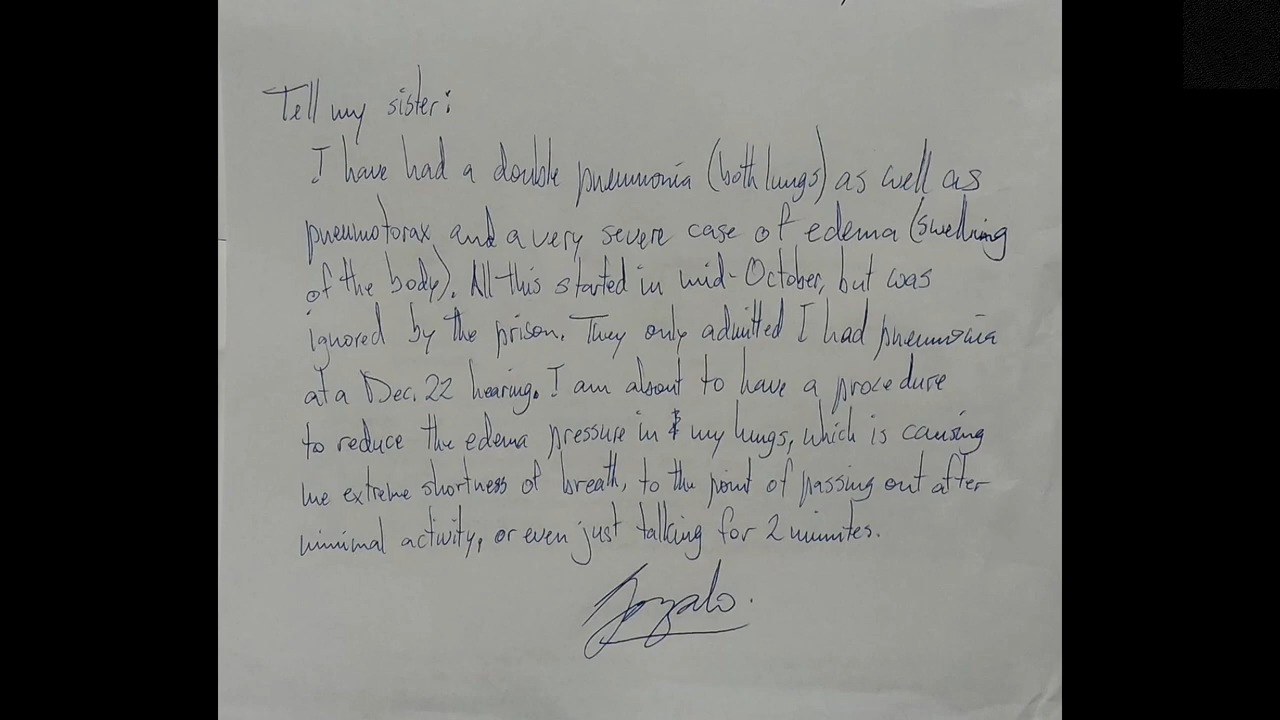 Tell my sister:
I have had a double pneumonia (both lungs) as well as
pneumotorax and a very severe case of edema (swelling
of the body). All this started in mid-October, but was
ignored by the prison. They only admitted I had pneumonia
at a Dec. 22 hearing. I am about to have a procedure
to reduce the edema pressure in my lungs, which is causing
me extreme shortness of breath, to the point of passing out after
minimal activity, or even just talking for 2 minutes.
Gonzalo.